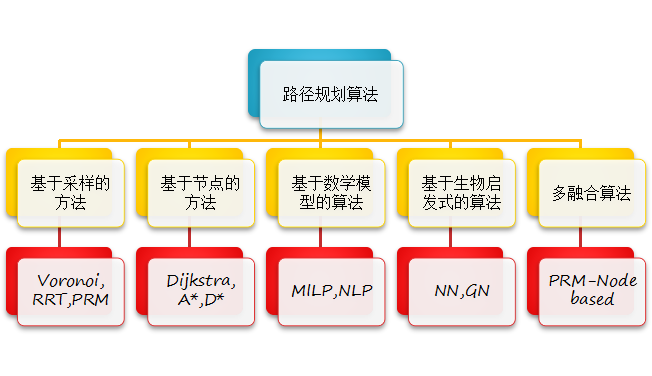 路径规划算法
基于采样的
方法
基于节点的
方法
基于数学模
型的算法
基于生物启
发式的算法
多融合算法
Voronoi,
RRT,PRM
Dijkstra,
A*,D*
MILP,NLP
NN,GN
PRM-Node
based